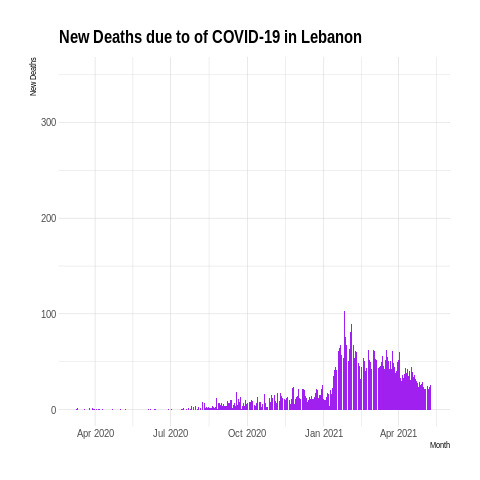 New Deaths due to of COVID-19 in Lebanon
New Deaths
300
200
100
0
Apr 2020 Jul 2020 Oct 2020 Jan 2021 Apr 2021
Month